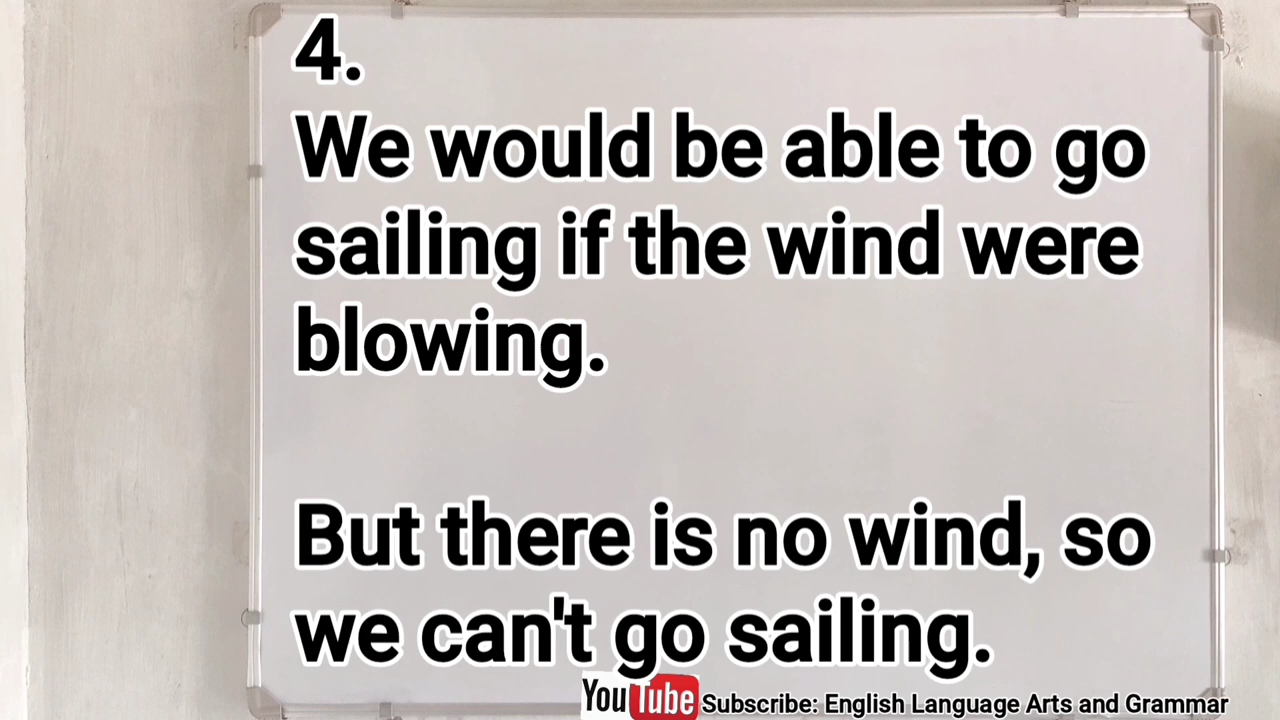 4.
We would be able to go
sailing if the wind were
blowing.
But there is no wind, so
we can't go sailing.
YouTube Subscribe: English Language Arts and Grammar